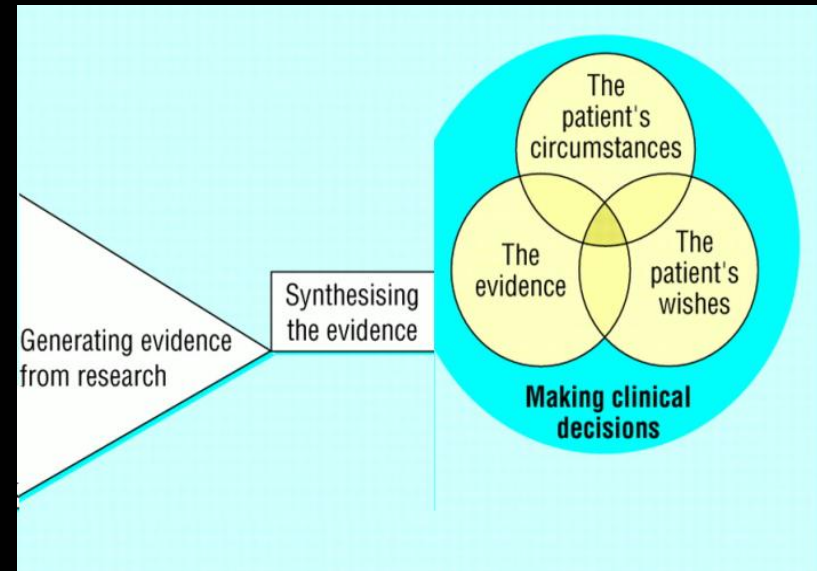 Generating evidence
from research
Synthesising
the evidence
The
patient's
circumstances
The
evidence
The
patient's
wishes
Making clinical
decisions